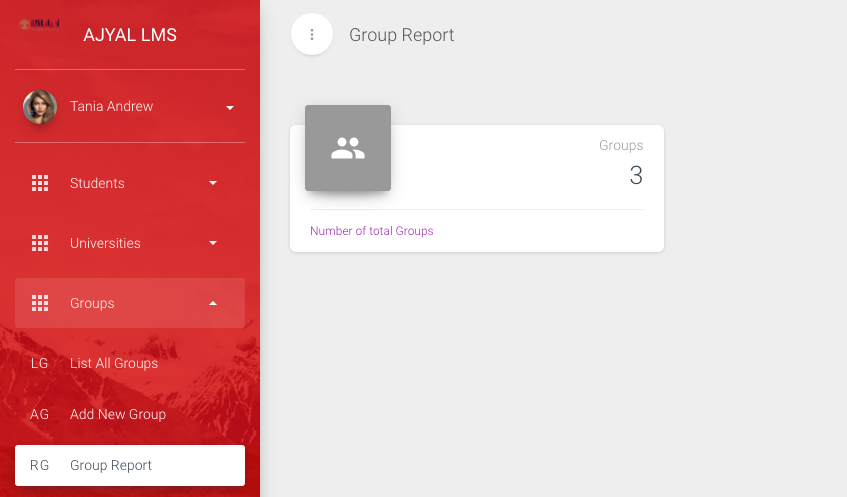 AJYAL LMS
Tania Andrew
Students
Universities
Groups
LG List All Groups
AG Add New Group
RG Group Report
Group Report
Groups
3
Number of total Groups